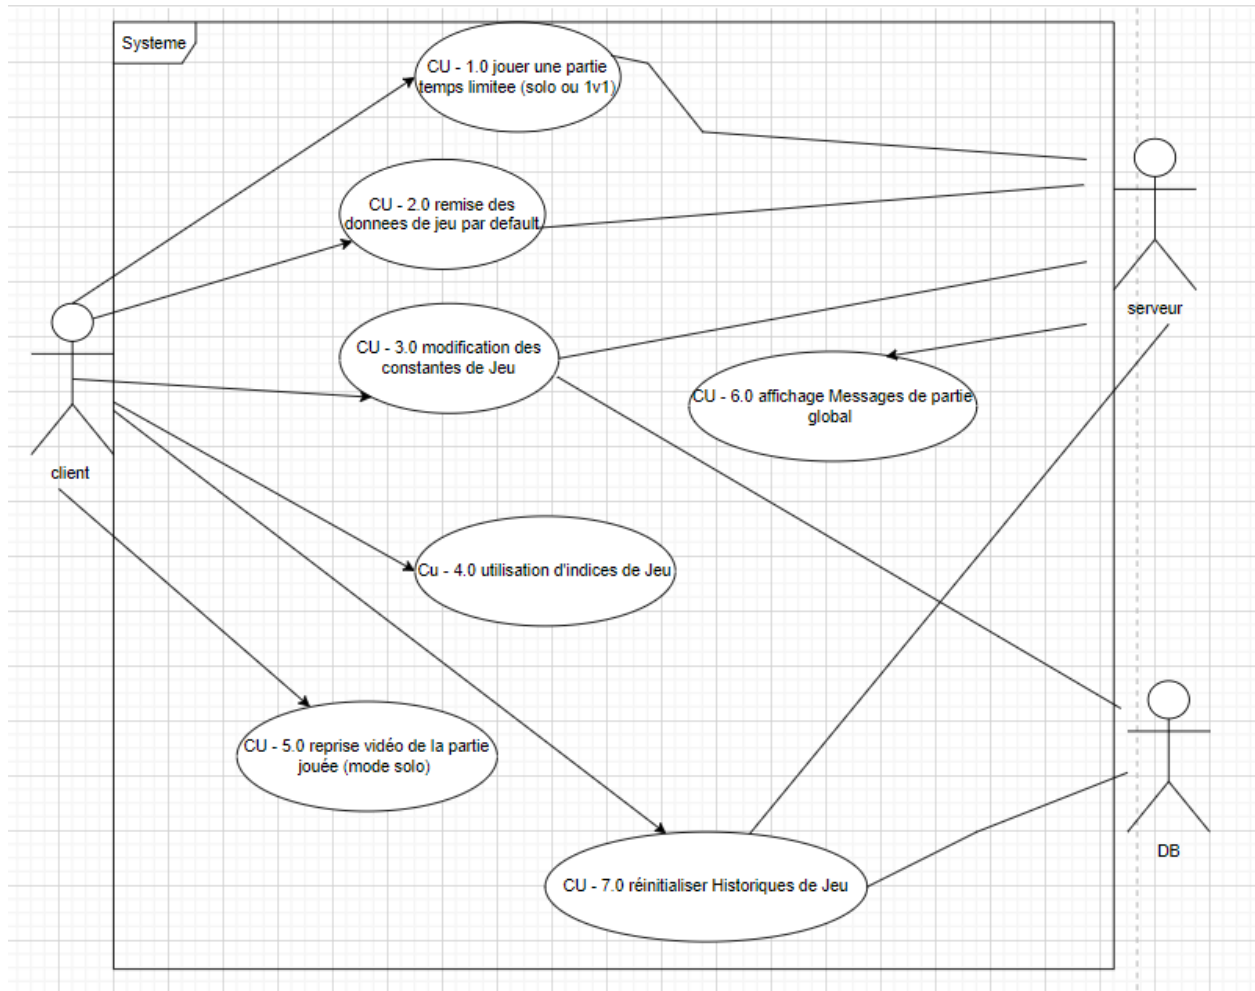 Systeme
CU - 1.0 jouer une partie
temps limitee (solo ou 1v1)
CU - 2.0 remise des
donnees de jeu par default
CU - 3.0 modification des
constantes de Jeu
serveur
CU - 6.0 affichage Messages de partie
global
client
Cu - 4.0 utilisation d'indices de Jeu
CU - 5.0 reprise vidéo de la partie
jouée (mode solo)
DB
CU - 7.0 réinitialiser Historiques de Jeu